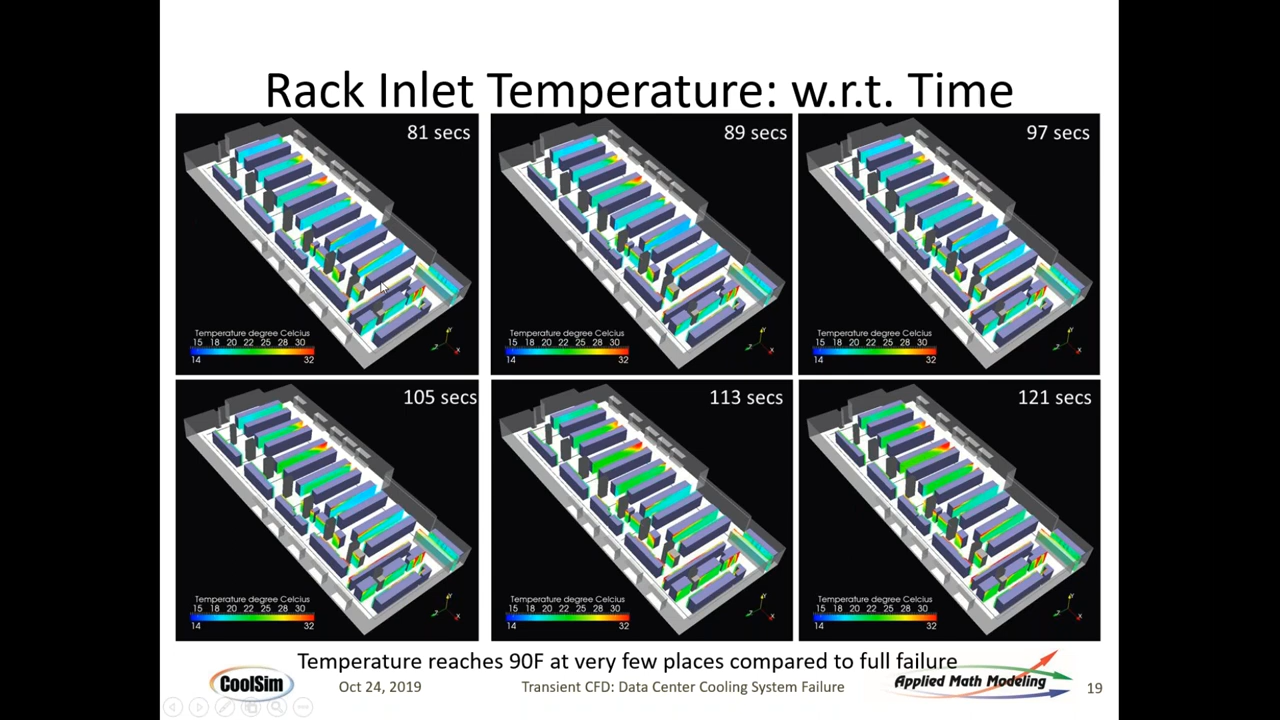 Rack Inlet Temperature: w.r.t. Time
81 secs
Temperature degree Celcius
15 18 20 22 25 28 30
14 32
89 secs
Temperature degree Celcius
15 18 20 22 25 28 30
14 32
97 secs
Temperature degree Celcius
15 18 20 22 25 28 30
14 32
105 secs
Temperature degree Celcius
15 18 20 22 25 28 30
14 32
113 secs
Temperature degree Celcius
15 18 20 22 25 28 30
14 32
121 secs
Temperature degree Celcius
15 18 20 22 25 28 30
14 32
Temperature reaches 90F at very few places compared to full failure
CoolSim
Oct 24, 2019
Transient CFD: Data Center Cooling System Failure
Applied Math Modeling
19